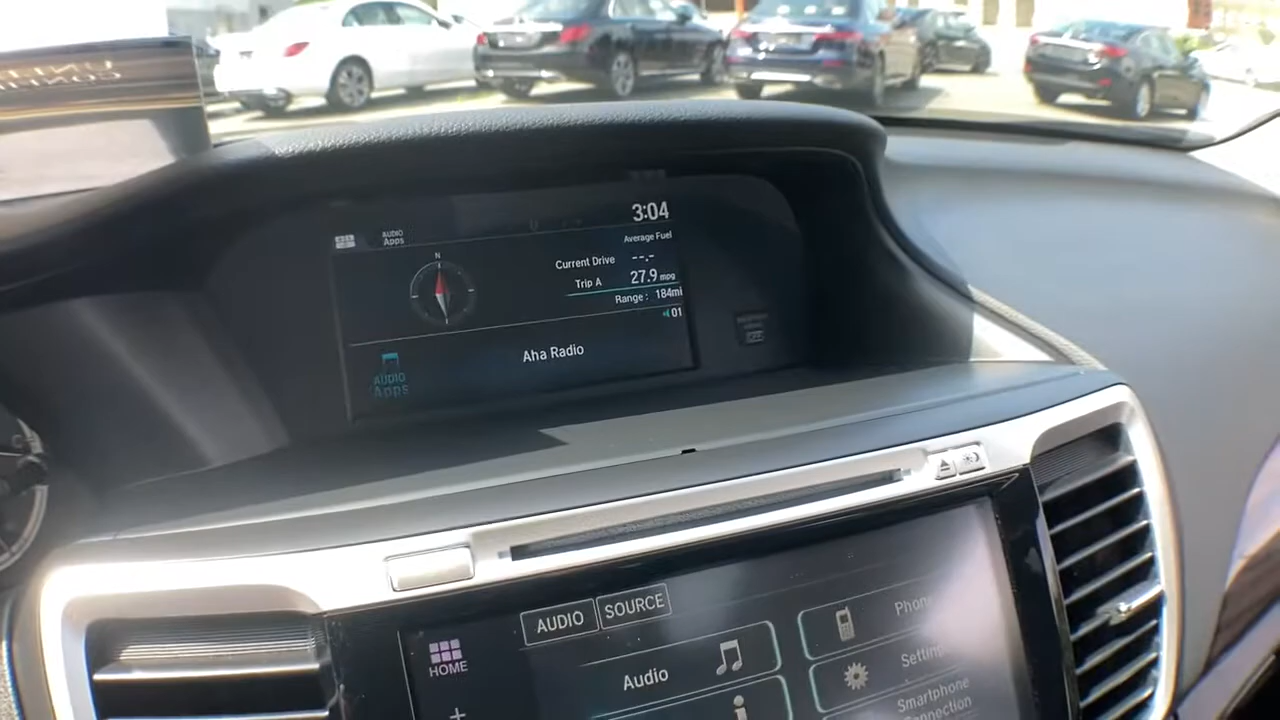 3:04
AUDIO
Apps
N
Average Fuel
Current Drive --.-
Trip A 27.9 mpg
Range : 184mi
01
Aha Radio
AUDIO
Apps
AUDIO SOURCE
HOME
Audio
Phone
Settings
Smartphone
Connection
+